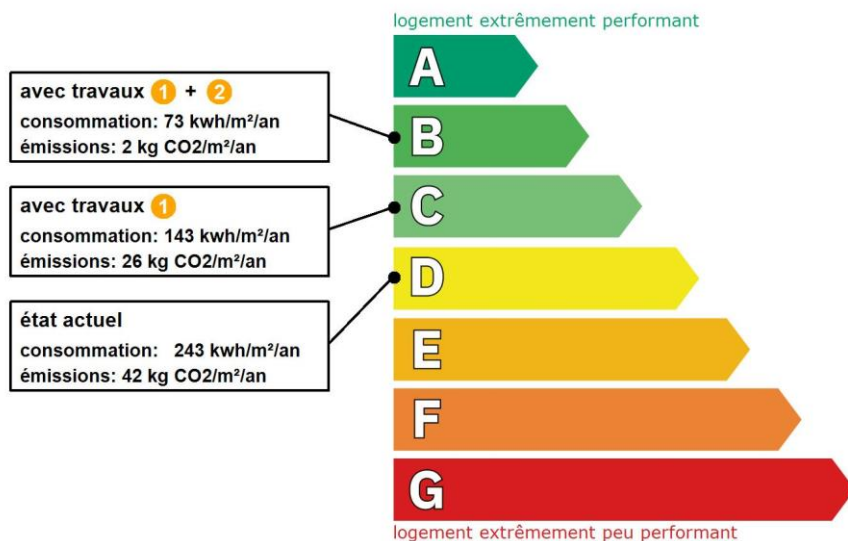 logement extrêmement performant
A
avec travaux 1 + 2
consommation: 73 kwh/m²/an
émissions: 2 kg CO2/m²/an
B
avec travaux 1
consommation: 143 kwh/m²/an
émissions: 26 kg CO2/m²/an
C
état actuel
consommation: 243 kwh/m²/an
émissions: 42 kg CO2/m²/an
D
E
F
G
logement extrêmement peu performant